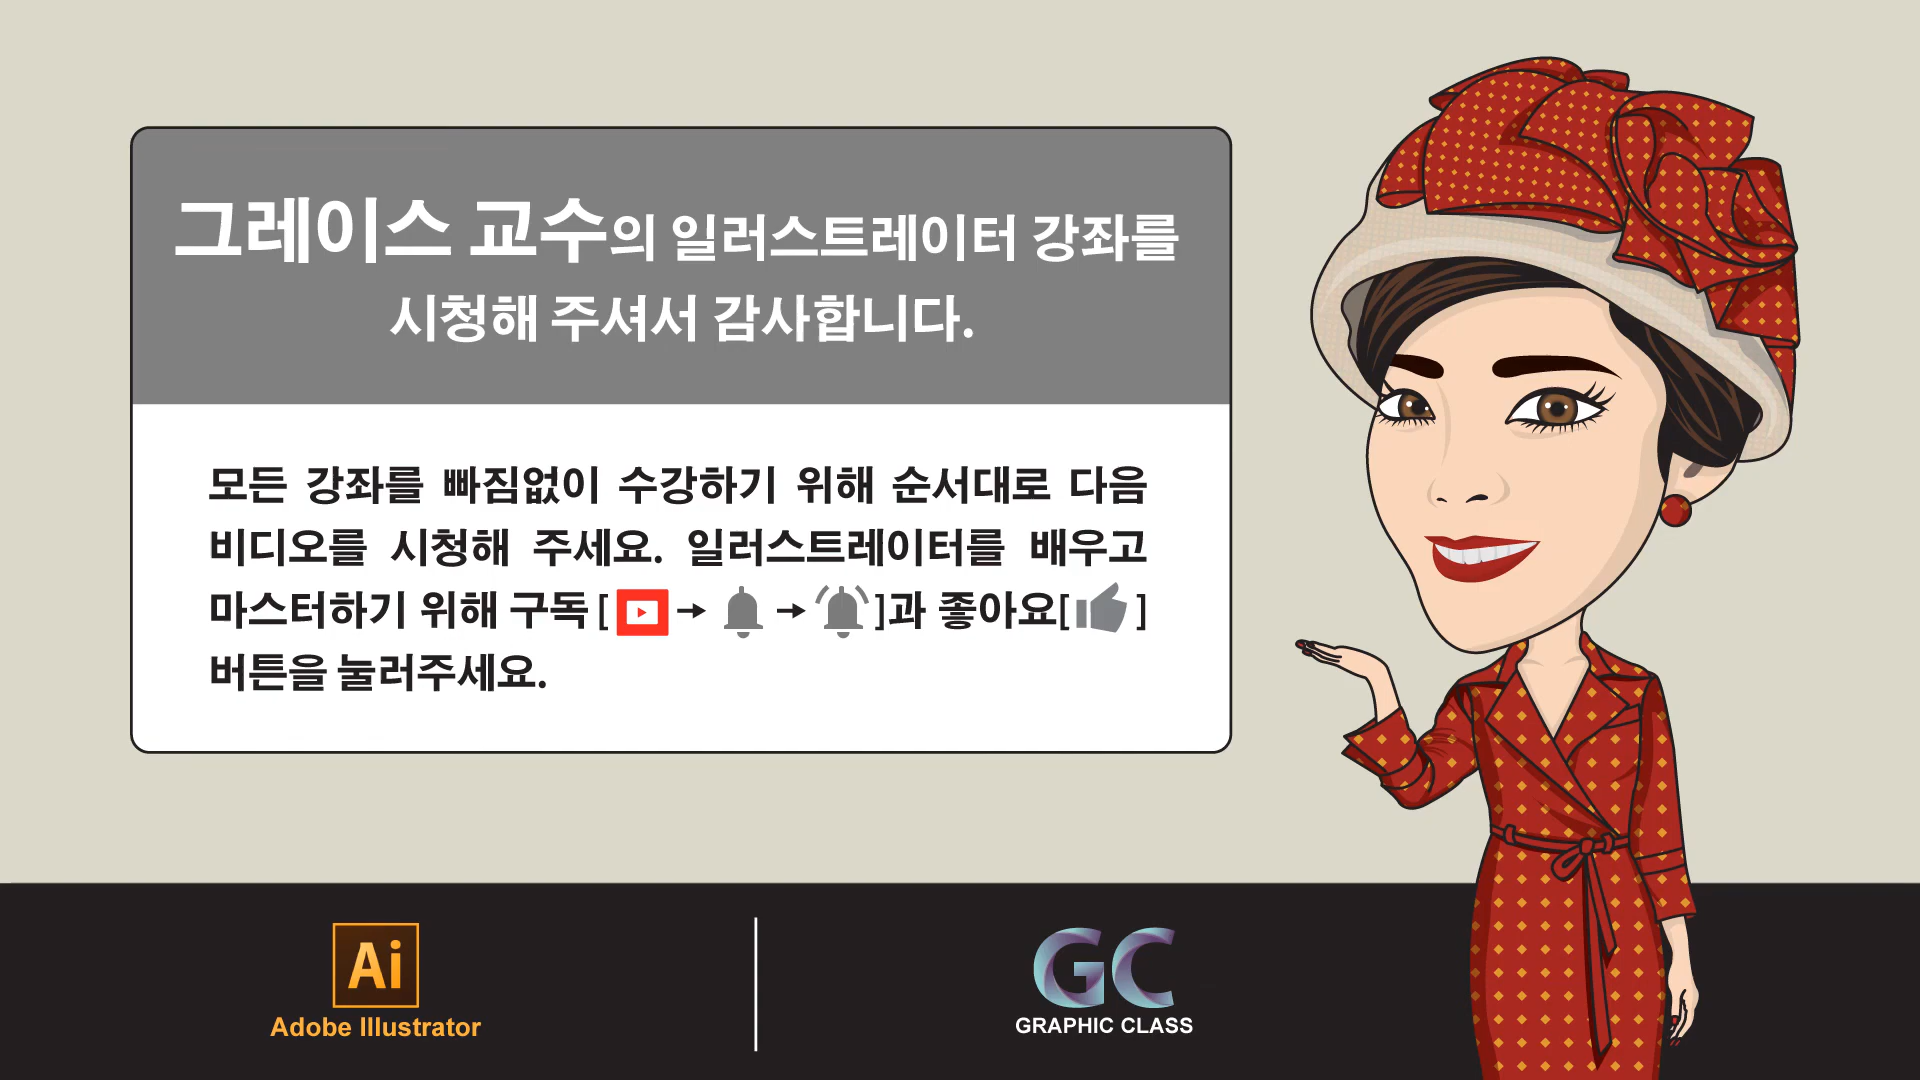 그레이스 교수의 일러스트레이터 강좌를
시청해 주셔서 감사합니다.
모든 강좌를 빠짐없이 수강하기 위해 순서대로 다음
비디오를 시청해 주세요. 일러스트레이터를 배우고
마스터하기 위해 구독[→→]과 좋아요[]
버튼을 눌러주세요.
Ai
Adobe Illustrator
GC
GRAPHIC CLASS